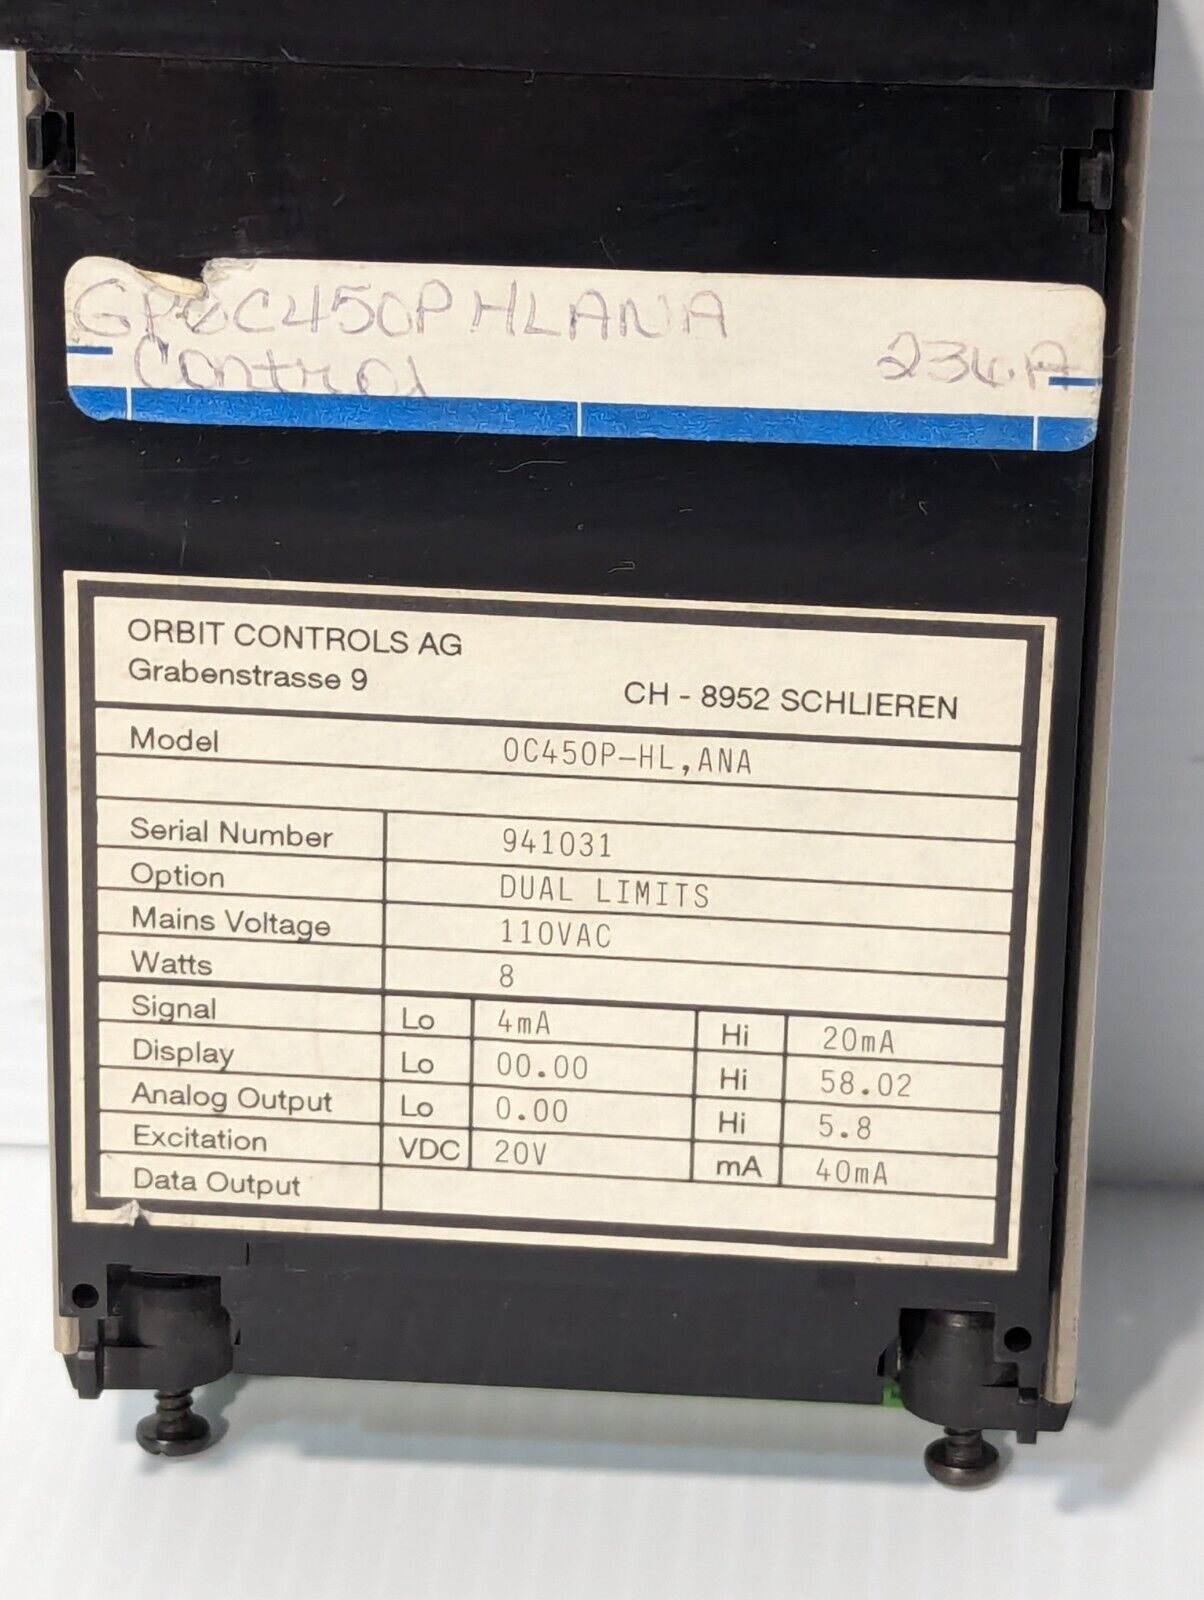 GPOC450PHLANA
Control 234.A
ORBIT CONTROLS AG
Grabenstrasse 9
CH - 8952 SCHLIEREN
Model OC450P-HL,ANA
Serial Number 941031
Option DUAL LIMITS
Mains Voltage 110VAC
Watts 8
Signal Lo 4mA Hi 20mA
Display Lo 00.00 Hi 58.02
Analog Output Lo 0.00 Hi 5.8
Excitation VDC 20V mA 40mA
Data Output